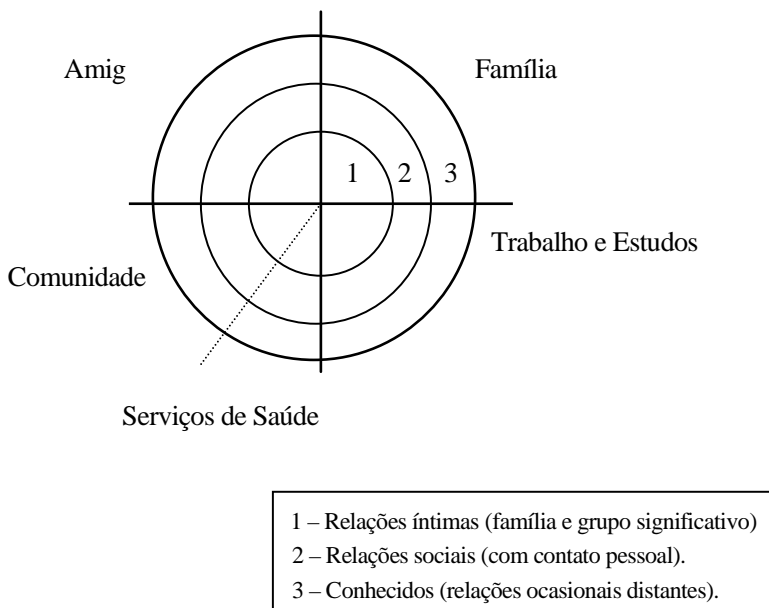 Amig
Família
1 2 3
Trabalho e Estudos
Comunidade
Serviços de Saúde
1 – Relações íntimas (família e grupo significativo)
2 – Relações sociais (com contato pessoal).
3 – Conhecidos (relações ocasionais distantes).